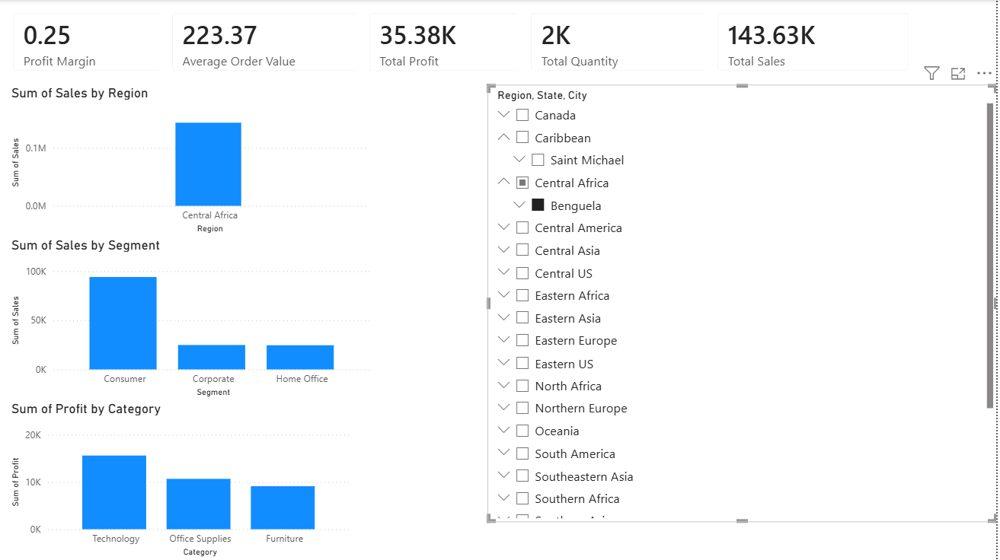 0.25
Profit Margin
223.37
Average Order Value
35.38K
Total Profit
2K
Total Quantity
143.63K
Total Sales
Sum of Sales by Region
Sum of Sales
0.1M
0.0M
Central Africa
Region
Sum of Sales by Segment
Sum of Sales
100K
50K
0K
Consumer
Corporate
Home Office
Segment
Sum of Profit by Category
Sum of Profit
20K
10K
0K
Technology
Office Supplies
Furniture
Category
Region, State, City
Canada
Caribbean
Saint Michael
Central Africa
Benguela
Central America
Central Asia
Central US
Eastern Africa
Eastern Asia
Eastern Europe
Eastern US
North Africa
Northern Europe
Oceania
South America
Southeastern Asia
Southern Africa